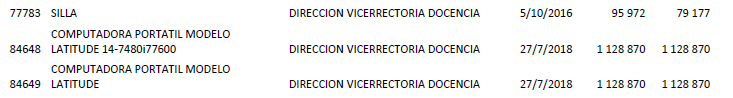 77783 SILLA DIRECCION VICERRECTORIA DOCENCIA 5/10/2016 95 972 79 177
COMPUTADORA PORTATIL MODELO
84648 LATITUDE 14-7480i77600 DIRECCION VICERRECTORIA DOCENCIA 27/7/2018 1 128 870 1 128 870
COMPUTADORA PORTATIL MODELO
84649 LATITUDE DIRECCION VICERRECTORIA DOCENCIA 27/7/2018 1 128 870 1 128 870